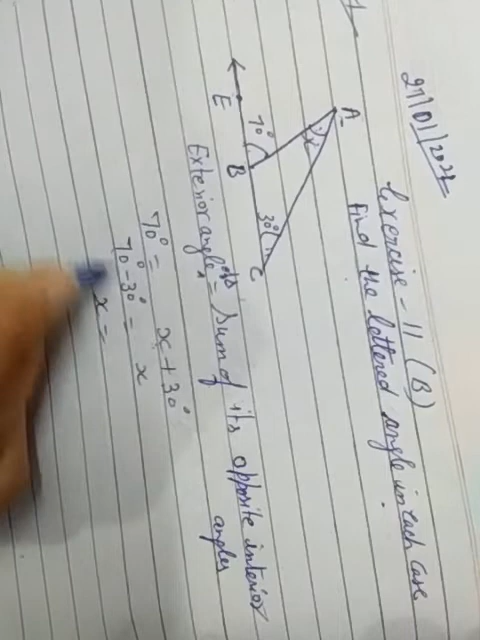 27/01/2022
Exercise - 11 (B)
Find the lettered angle in each case.
A
x
70°
30°
E
B
C
Exterior angle = Sum of its opposite interior
angles
70° = x + 30°
70° - 30° = x
x =